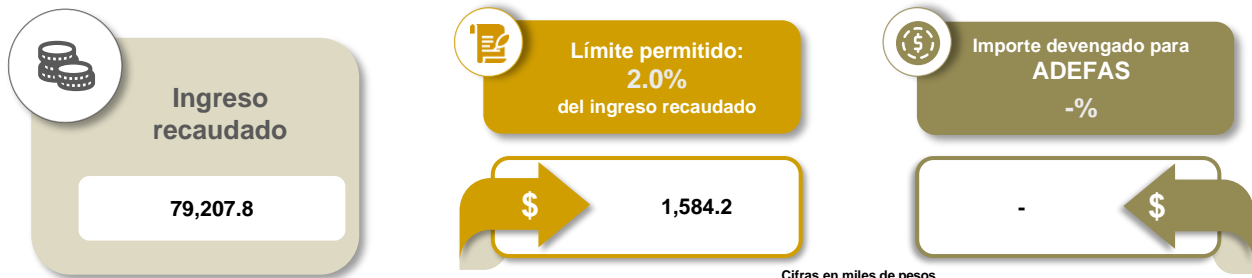 Ingreso
recaudado
79,207.8
Límite permitido:
2.0%
del ingreso recaudado
$
1,584.2
Importe devengado para
ADEFAS
-%
-
$
Cifras en miles de pesos